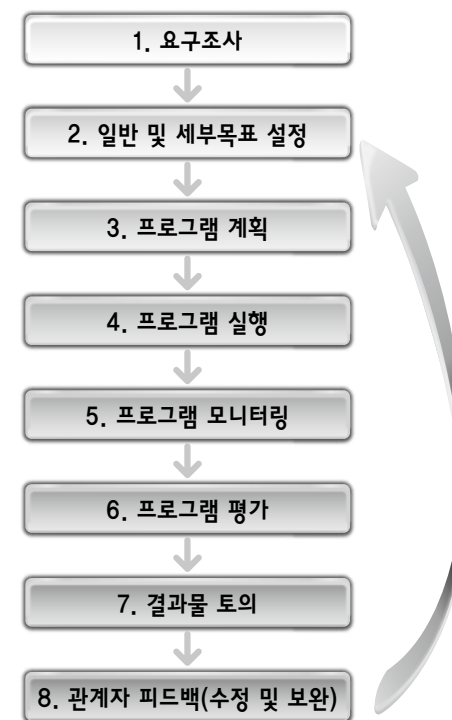 1. 요구조사
2. 일반 및 세부목표 설정
3. 프로그램 계획
4. 프로그램 실행
5. 프로그램 모니터링
6. 프로그램 평가
7. 결과물 토의
8. 관계자 피드백(수정 및 보완)